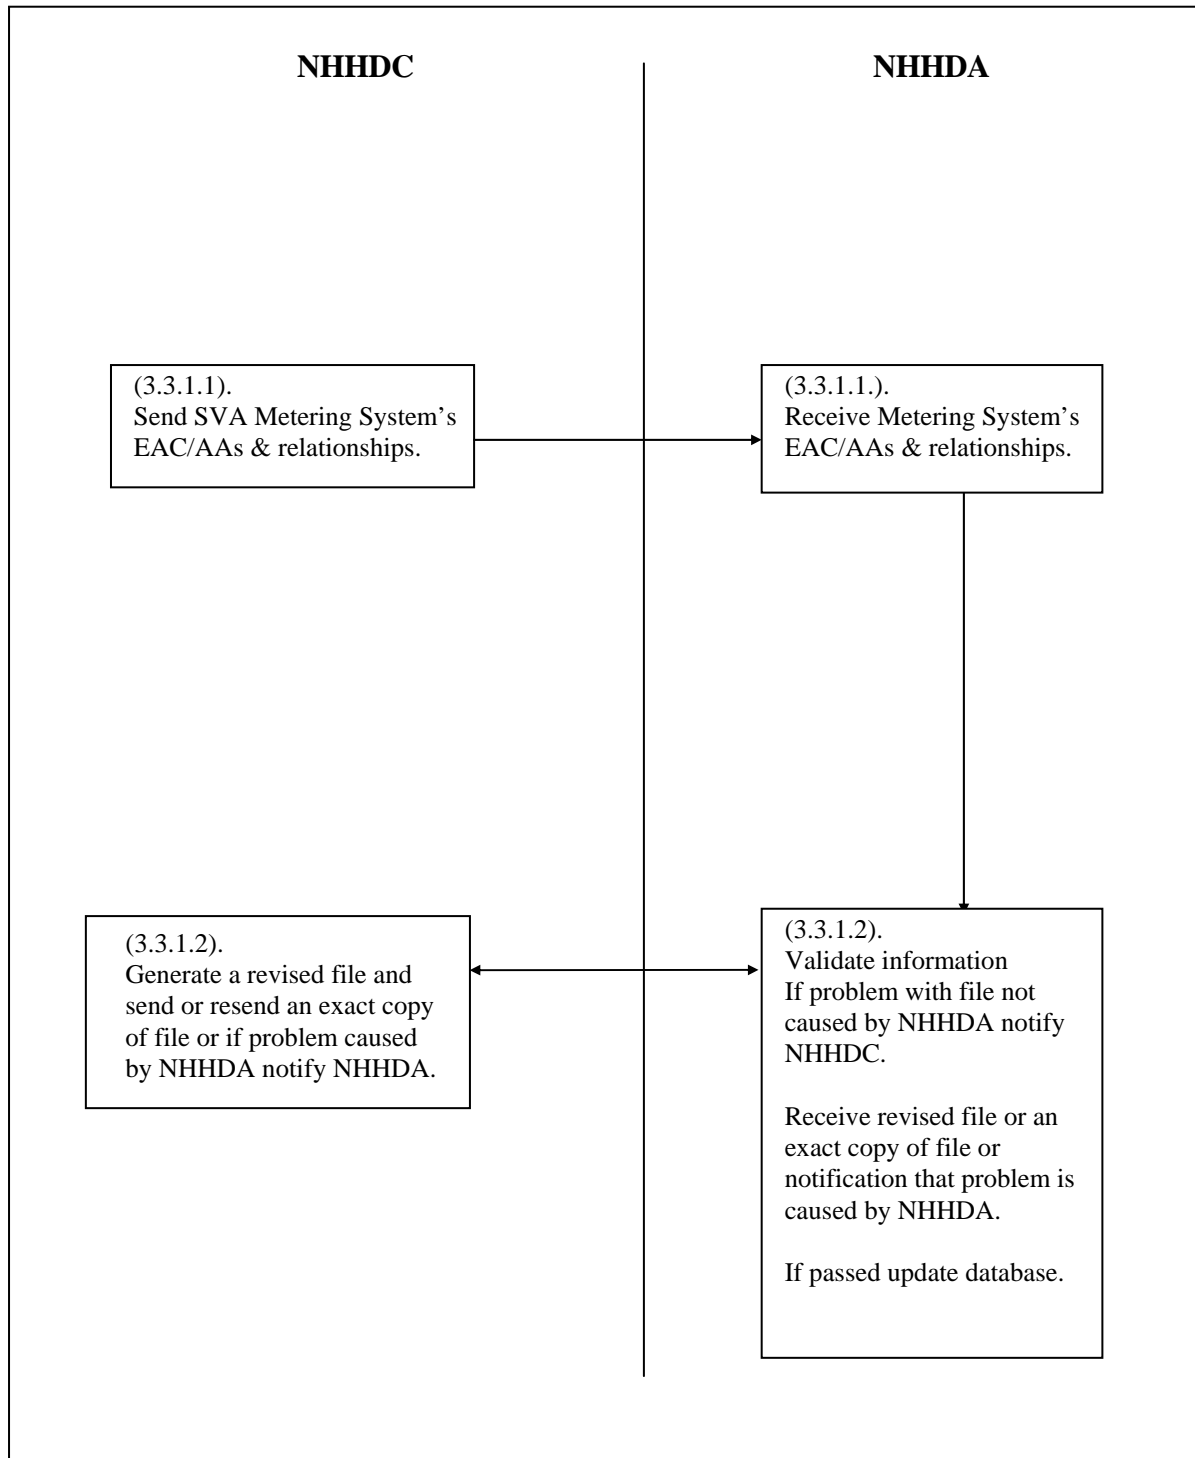 NHHDC
NHHDA
(3.3.1.1).
Send SVA Metering System’s
EAC/AAs & relationships.
(3.3.1.1.).
Receive Metering System’s
EAC/AAs & relationships.
(3.3.1.2).
Generate a revised file and
send or resend an exact copy
of file or if problem caused
by NHHDA notify NHHDA.
(3.3.1.2).
Validate information
If problem with file not
caused by NHHDA notify
NHHDC.
Receive revised file or an
exact copy of file or
notification that problem is
caused by NHHDA.
If passed update database.